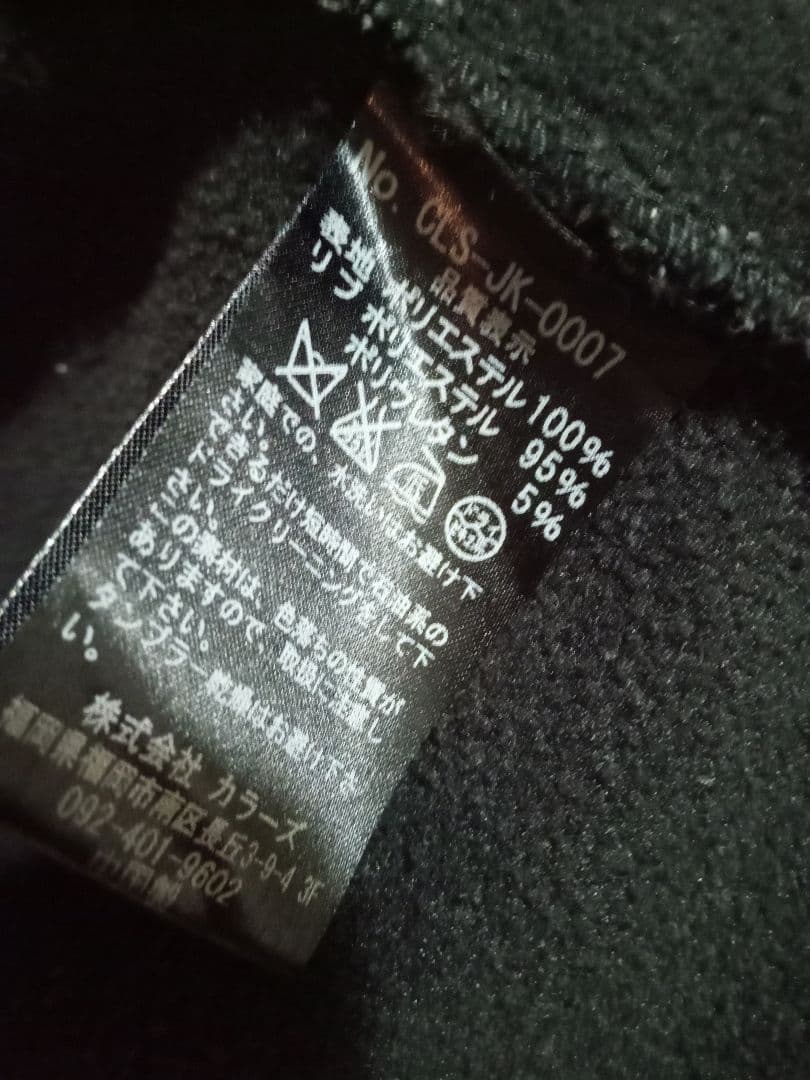 No. CLS-JK-0007
品質表示
表地 ポリエステル 100%
リブ ポリエステル 95%
ポリウレタン 5%
家庭での、水洗いはお避け下
さい。
できるだけ短時間で石油系の
ドライクリーニングをして下
さい。
この素材は、色落ちの性質が
ありますので、取扱に注意し
て下さい。
タンブラー乾燥はお避け下さ
い。
株式会社 カラーズ
福岡県福岡市南区長丘3-9-4 3F
092-401-9602
中国製